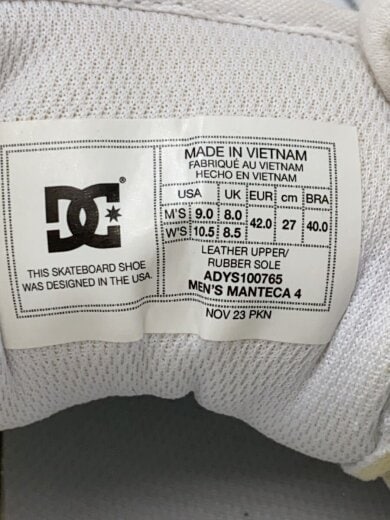 DC®
THIS SKATEBOARD SHOE
WAS DESIGNED IN THE USA.
MADE IN VIETNAM
FABRIQUÉ AU VIETNAM
HECHO EN VIETNAM
USA UK EUR cm BRA
M'S 9.0 8.0 42.0 27 40.0
W'S 10.5 8.5
LEATHER UPPER/
RUBBER SOLE
ADYS100765
MEN'S MANTECA 4
NOV 23 PKN